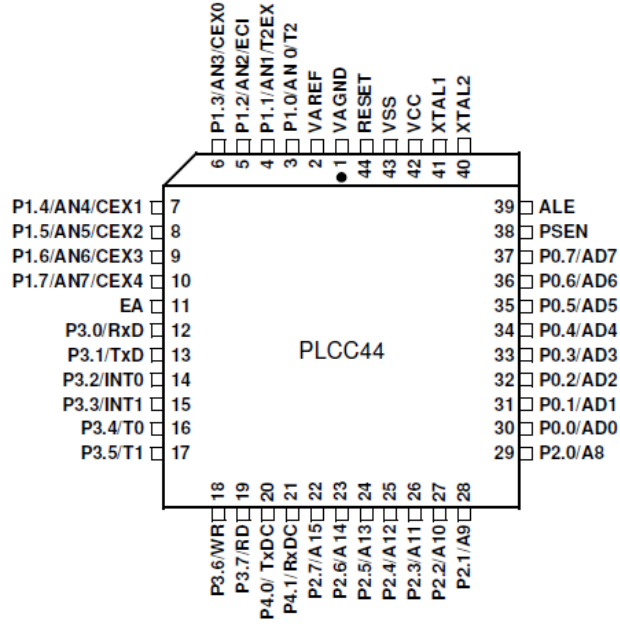 P1.3/AN3/CEX0
P1.2/AN2/ECI
P1.1/AN1/T2EX
P1.0/AN 0/T2
VAREF
VAGND
RESET
VSS
VCC
XTAL1
XTAL2
6 5 4 3 2 1 44 43 42 41 40
P1.4/AN4/CEX1 7
P1.5/AN5/CEX2 8
P1.6/AN6/CEX3 9
P1.7/AN7/CEX4 10
EA 11
P3.0/RxD 12
P3.1/TxD 13
P3.2/INT0 14
P3.3/INT1 15
P3.4/T0 16
P3.5/T1 17
PLCC44
39 ALE
38 PSEN
37 P0.7/AD7
36 P0.6/AD6
35 P0.5/AD5
34 P0.4/AD4
33 P0.3/AD3
32 P0.2/AD2
31 P0.1/AD1
30 P0.0/AD0
29 P2.0/A8
18 19 20 21 22 23 24 25 26 27 28
P3.6/WR
P3.7/RD
P4.0/ TxDC
P4.1/RxDC
P2.7/A15
P2.6/A14
P2.5/A13
P2.4/A12
P2.3/A11
P2.2/A10
P2.1/A9